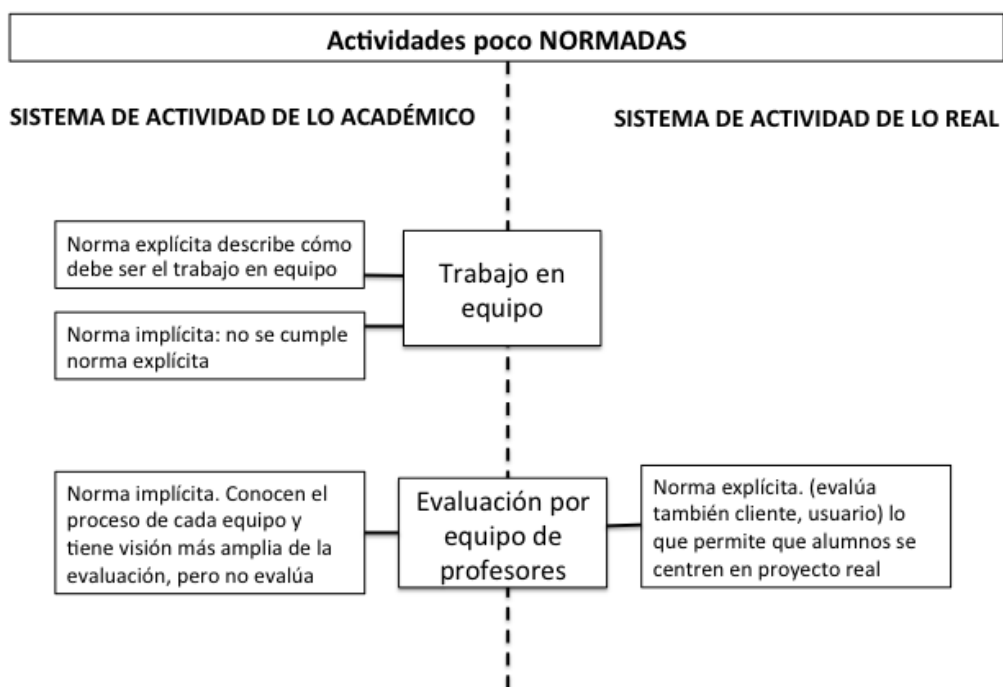 Actividades poco NORMADAS
SISTEMA DE ACTIVIDAD DE LO ACADÉMICO
SISTEMA DE ACTIVIDAD DE LO REAL
Norma explícita describe cómo
debe ser el trabajo en equipo
Trabajo en
equipo
Norma implícita: no se cumple
norma explícita
Norma implícita. Conocen el
proceso de cada equipo y
tiene visión más amplia de la
evaluación, pero no evalúa
Evaluación por
equipo de
profesores
Norma explícita. (evalúa
también cliente, usuario) lo
que permite que alumnos se
centren en proyecto real